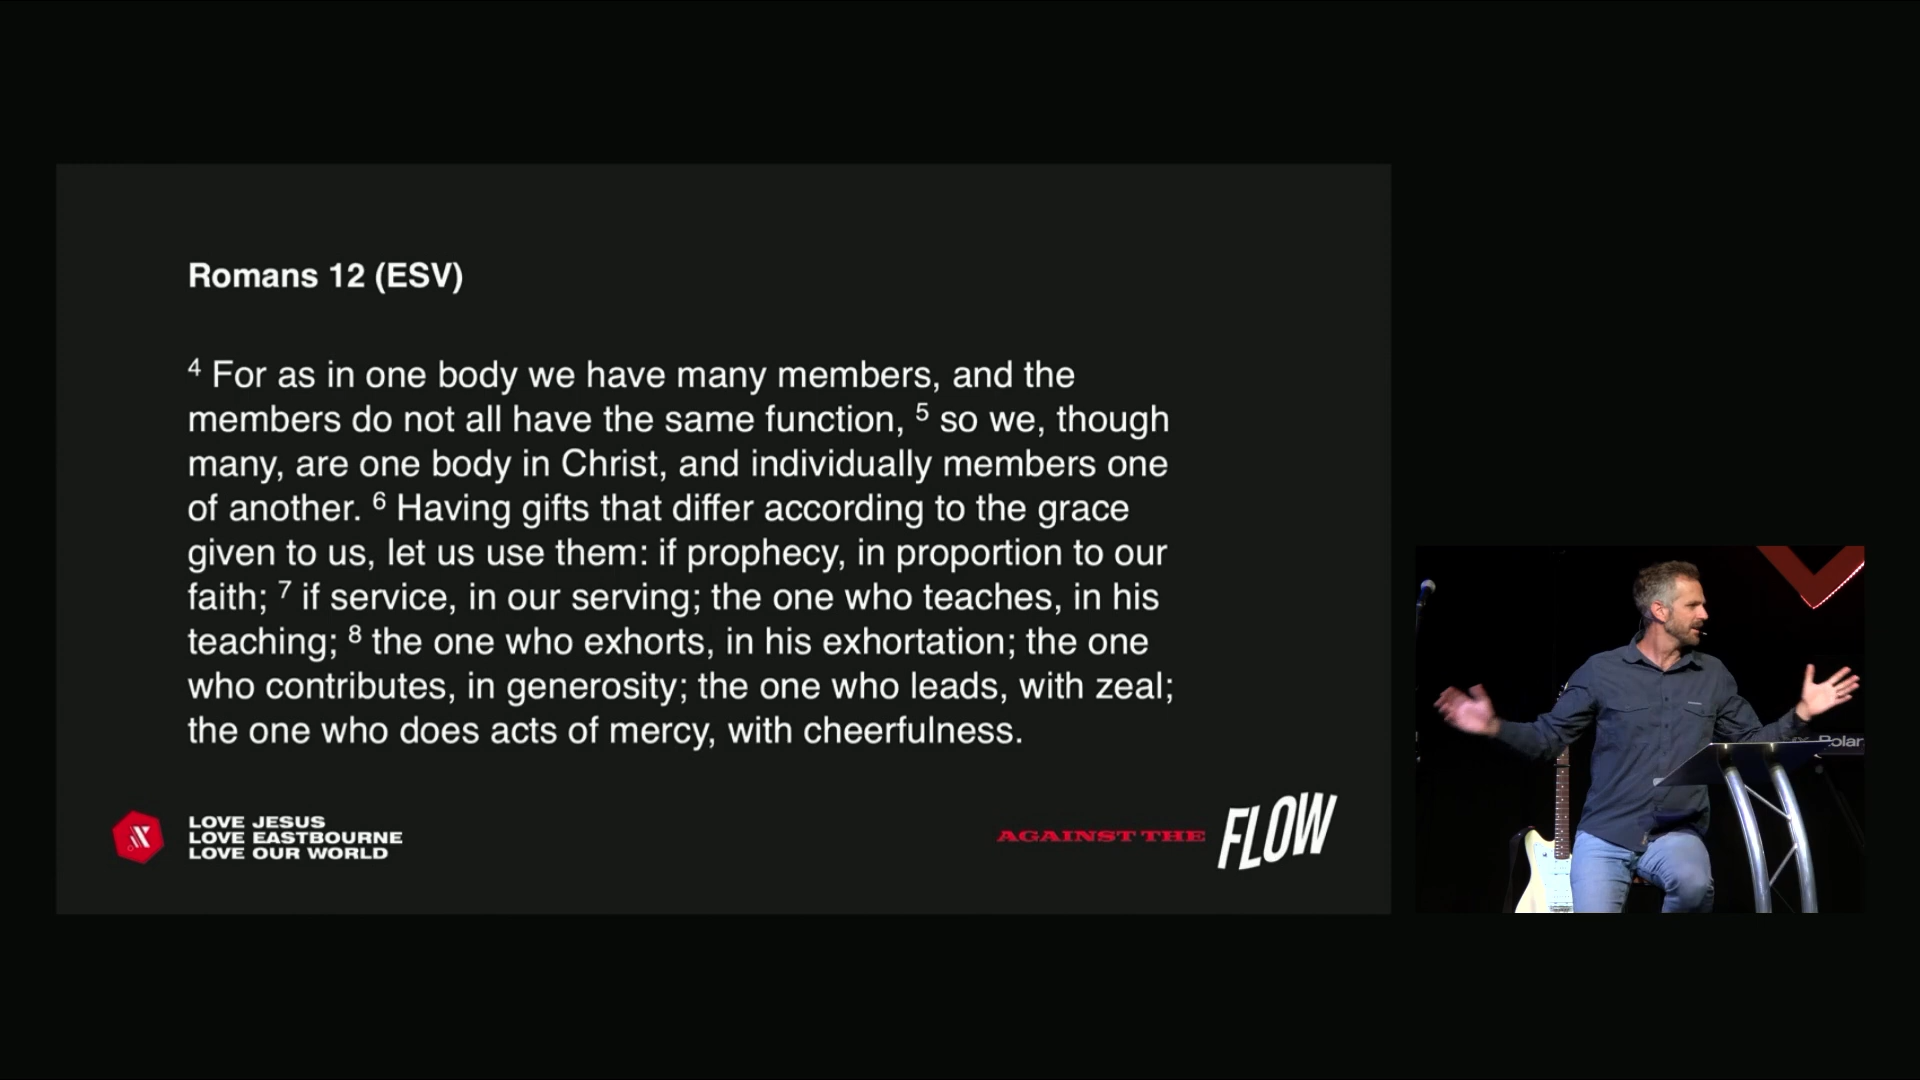 Romans 12 (ESV)
4 For as in one body we have many members, and the
members do not all have the same function, 5 so we, though
many, are one body in Christ, and individually members one
of another. 6 Having gifts that differ according to the grace
given to us, let us use them: if prophecy, in proportion to our
faith; 7 if service, in our serving; the one who teaches, in his
teaching; 8 the one who exhorts, in his exhortation; the one
who contributes, in generosity; the one who leads, with zeal;
the one who does acts of mercy, with cheerfulness.
LOVE JESUS
LOVE EASTBOURNE
LOVE OUR WORLD
AGAINST THE
FLOW